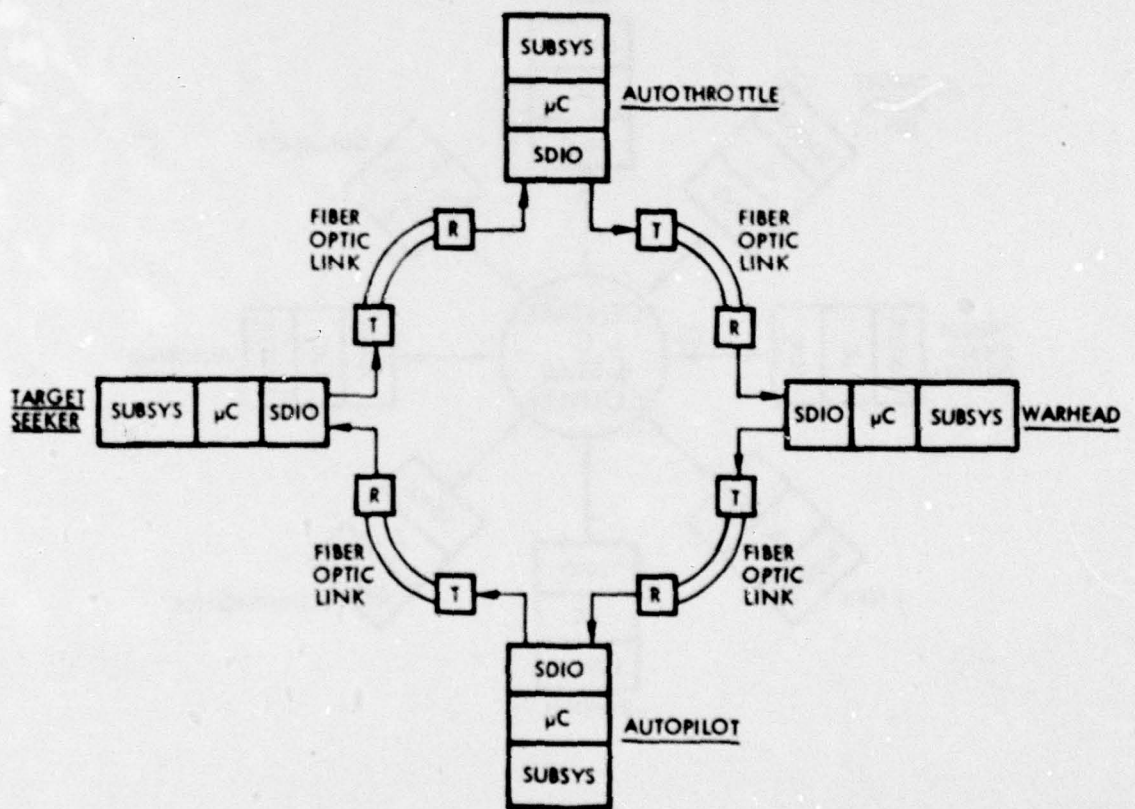 SUBSYS
µC
SDIO
AUTOTHROTTLE
FIBER
OPTIC
LINK
R
T
FIBER
OPTIC
LINK
T
R
TARGET
SEEKER
SUBSYS µC SDIO
SDIO µC SUBSYS
WARHEAD
R
FIBER
OPTIC
LINK
T
T
FIBER
OPTIC
LINK
R
SDIO
µC
SUBSYS
AUTOPILOT